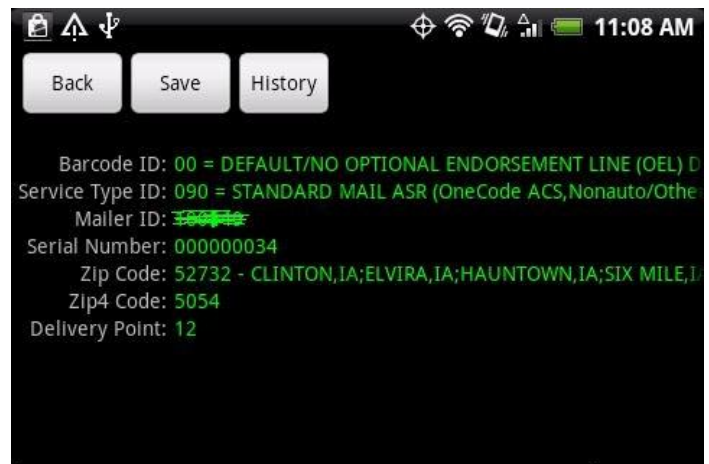 11:08 AM
Back Save History
Barcode ID: 00 = DEFAULT/NO OPTIONAL ENDORSEMENT LINE (OEL) D
Service Type ID: 090 = STANDARD MAIL ASR (OneCode ACS,Nonauto/Othe
Mailer ID:
Serial Number: 000000034
Zip Code: 52732 - CLINTON,IA;ELVIRA,IA;HAUNTOWN,IA;SIX MILE,I
Zip4 Code: 5054
Delivery Point: 12